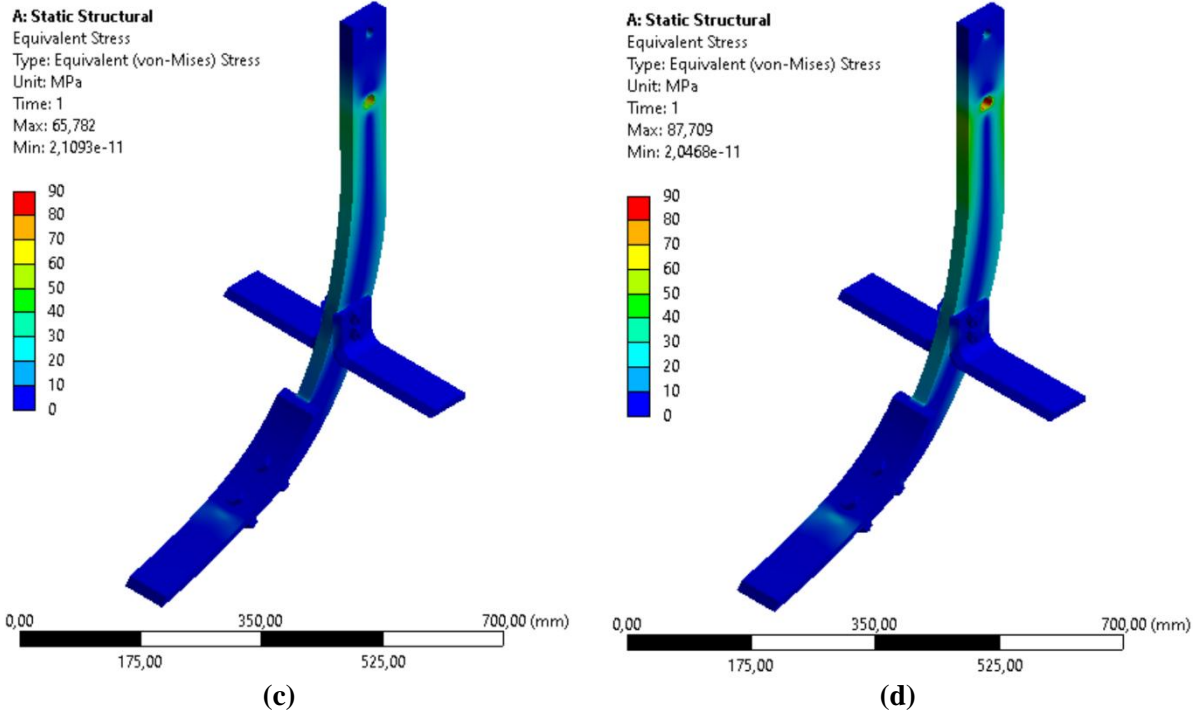 A: Static Structural
Equivalent Stress
Type: Equivalent (von-Mises) Stress
Unit: MPa
Time: 1
Max: 65,782
Min: 2,1093e-11
90
80
70
60
50
40
30
20
10
0
0,00
350,00
700,00 (mm)
175,00
525,00
(c)
A: Static Structural
Equivalent Stress
Type: Equivalent (von-Mises) Stress
Unit: MPa
Time: 1
Max: 87,709
Min: 2,0468e-11
90
80
70
60
50
40
30
20
10
0
0,00
350,00
700,00 (mm)
175,00
525,00
(d)